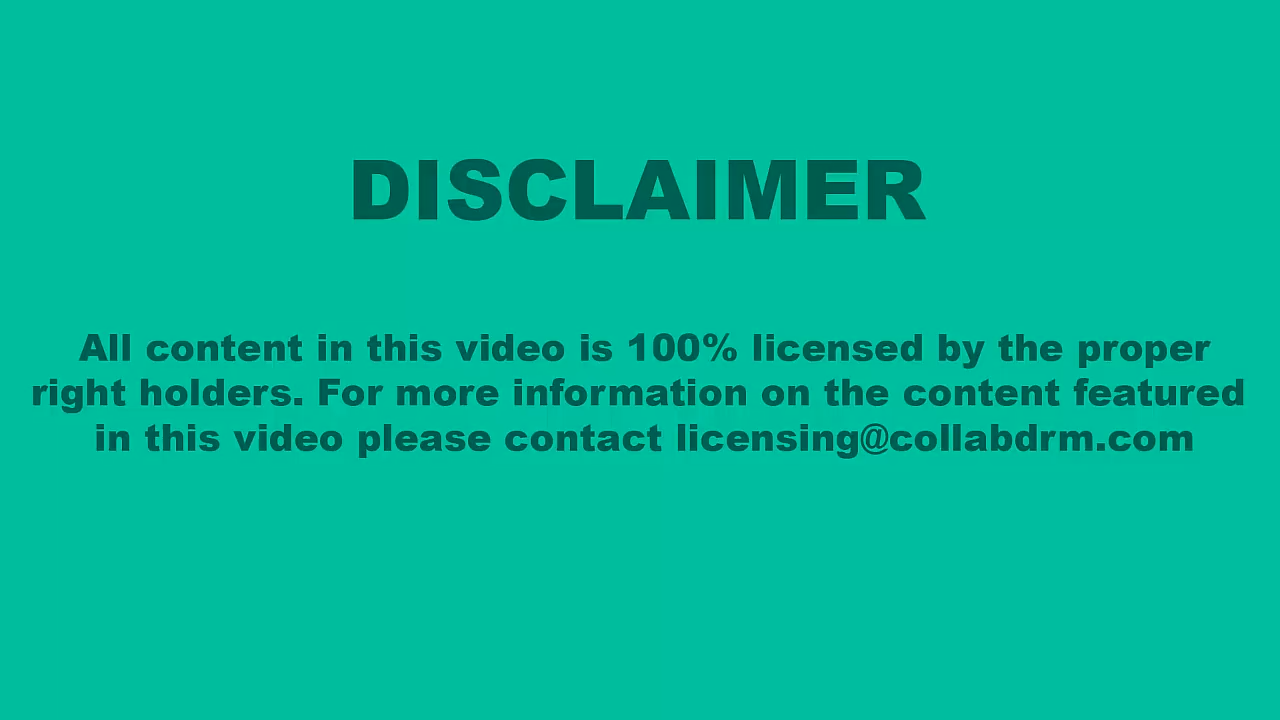 DISCLAIMER
All content in this video is 100% licensed by the proper
right holders. For more information on the content featured
in this video please contact licensing@collabdrm.com